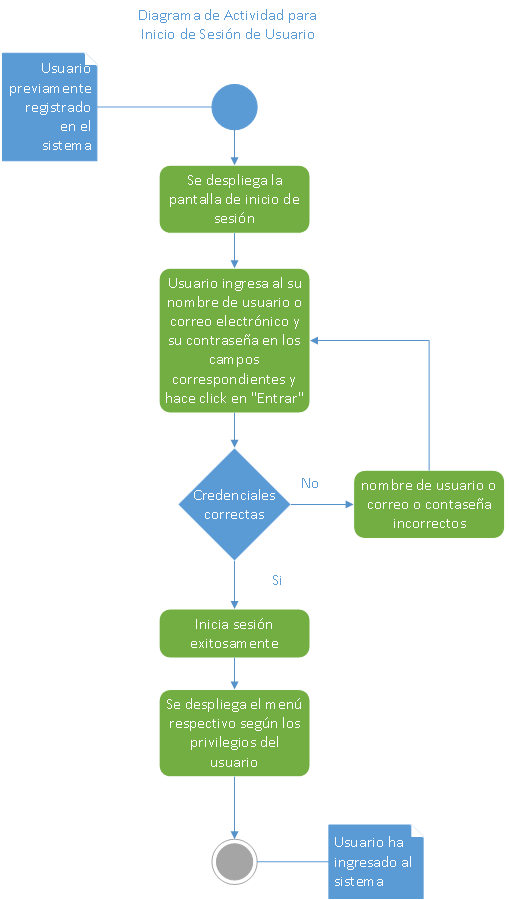 Diagrama de Actividad para
Inicio de Sesión de Usuario
Usuario
previamente
registrado
en el
sistema
Se despliega la
pantalla de inicio de
sesión
Usuario ingresa al su
nombre de usuario o
correo electrónico y
su contraseña en los
campos
correspondientes y
hace click en "Entrar"
Credenciales
correctas
No
nombre de usuario o
correo o contaseña
incorrectos
Si
Inicia sesión
exitosamente
Se despliega el menú
respectivo según los
privilegios del
usuario
Usuario ha
ingresado al
sistema